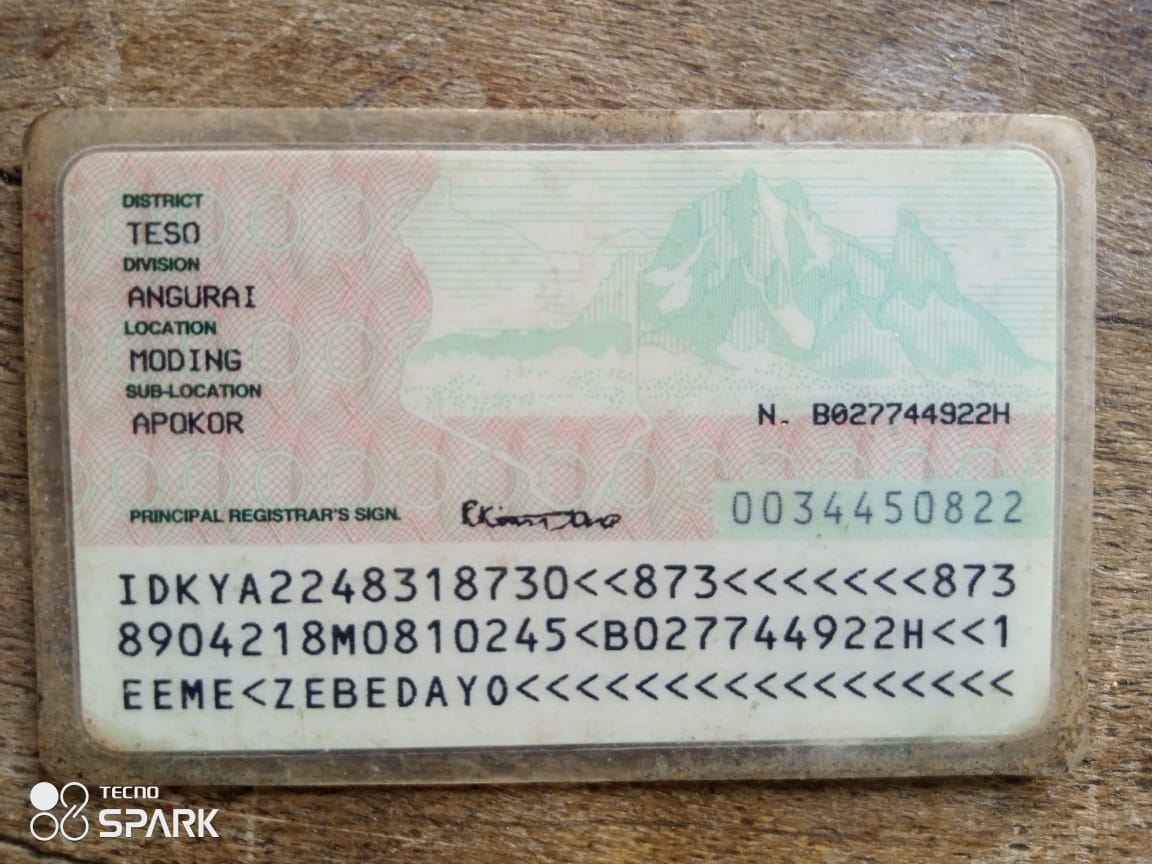 DISTRICT
TESO
DIVISION
ANGURAI
LOCATION
MODING
SUB-LOCATION
APOKOR
N. B027744922H
PRINCIPAL REGISTRAR'S SIGN.
0034450822
IDKYA2248318730<<873<<<<<<<873
8904218M0810245<B027744922H<<1
EEME<ZEBEDAYO<<<<<<<<<<<<<<<<<
TECNO
SPARK